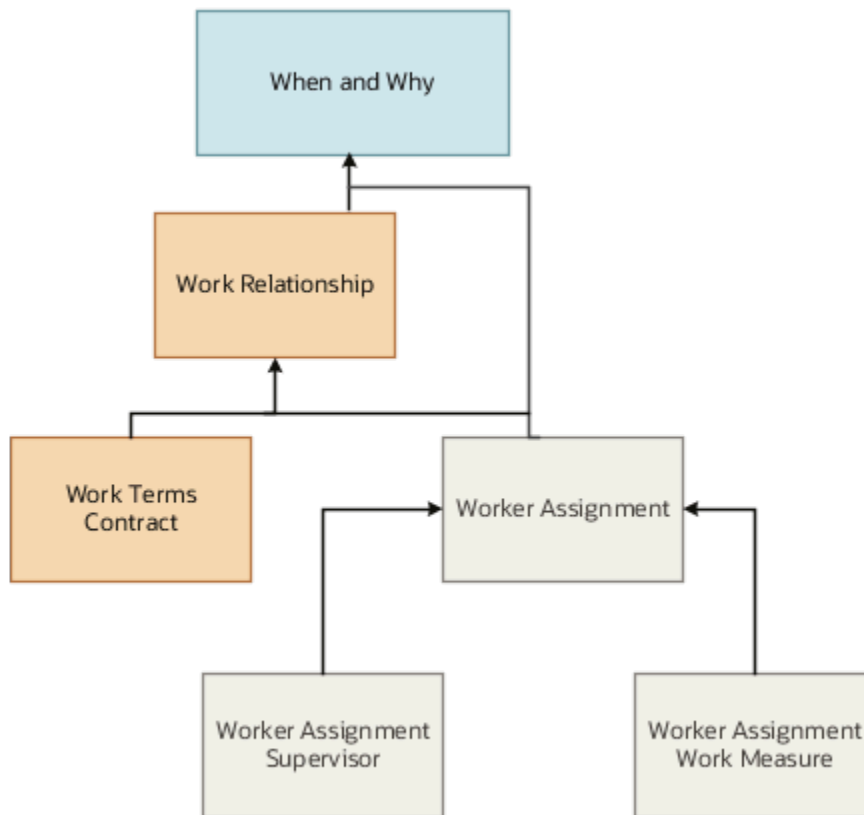 When and Why
Work Relationship
Work Terms
Contract
Worker Assignment
Worker Assignment
Supervisor
Worker Assignment
Work Measure